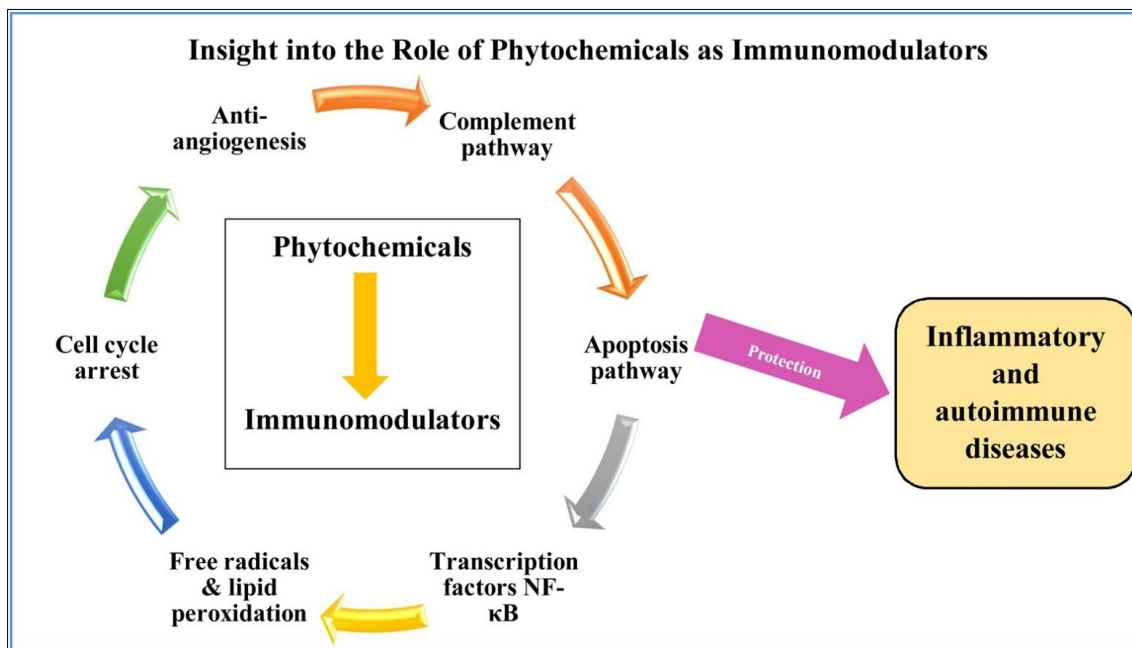 Insight into the Role of Phytochemicals as Immunomodulators
Anti-
angiogenesis
Complement
pathway
Phytochemicals
Immunomodulators
Cell cycle
arrest
Apoptosis
pathway
Protection
Inflammatory
and
autoimmune
diseases
Free radicals
& lipid
peroxidation
Transcription
factors NF-
κB